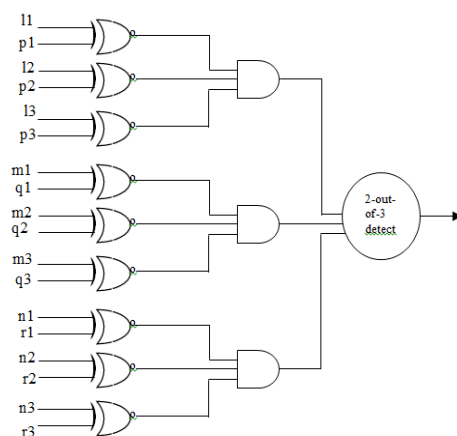 l1
p1
l2
p2
l3
p3
m1
q1
m2
q2
m3
q3
n1
r1
n2
r2
n3
r3
2-out-
of-3
detect